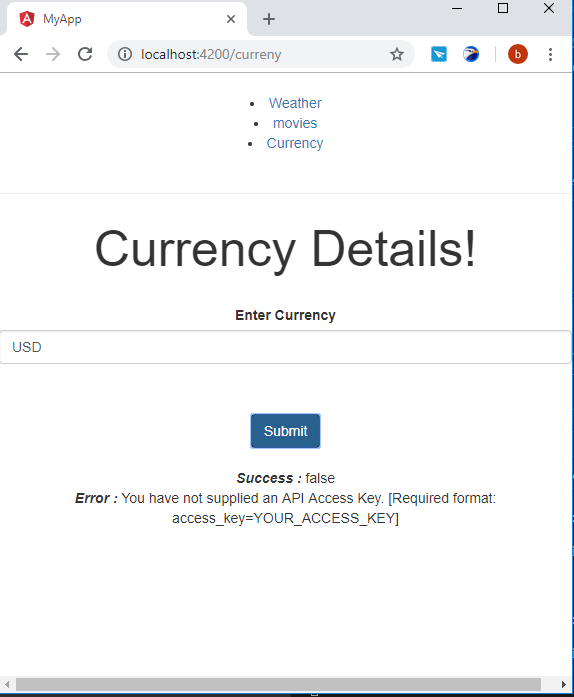 MyApp
localhost:4200/curreny
b
Weather
movies
Currency
Currency Details!
Enter Currency
USD
Submit
Success : false
Error : You have not supplied an API Access Key. [Required format:
access_key=YOUR_ACCESS_KEY]